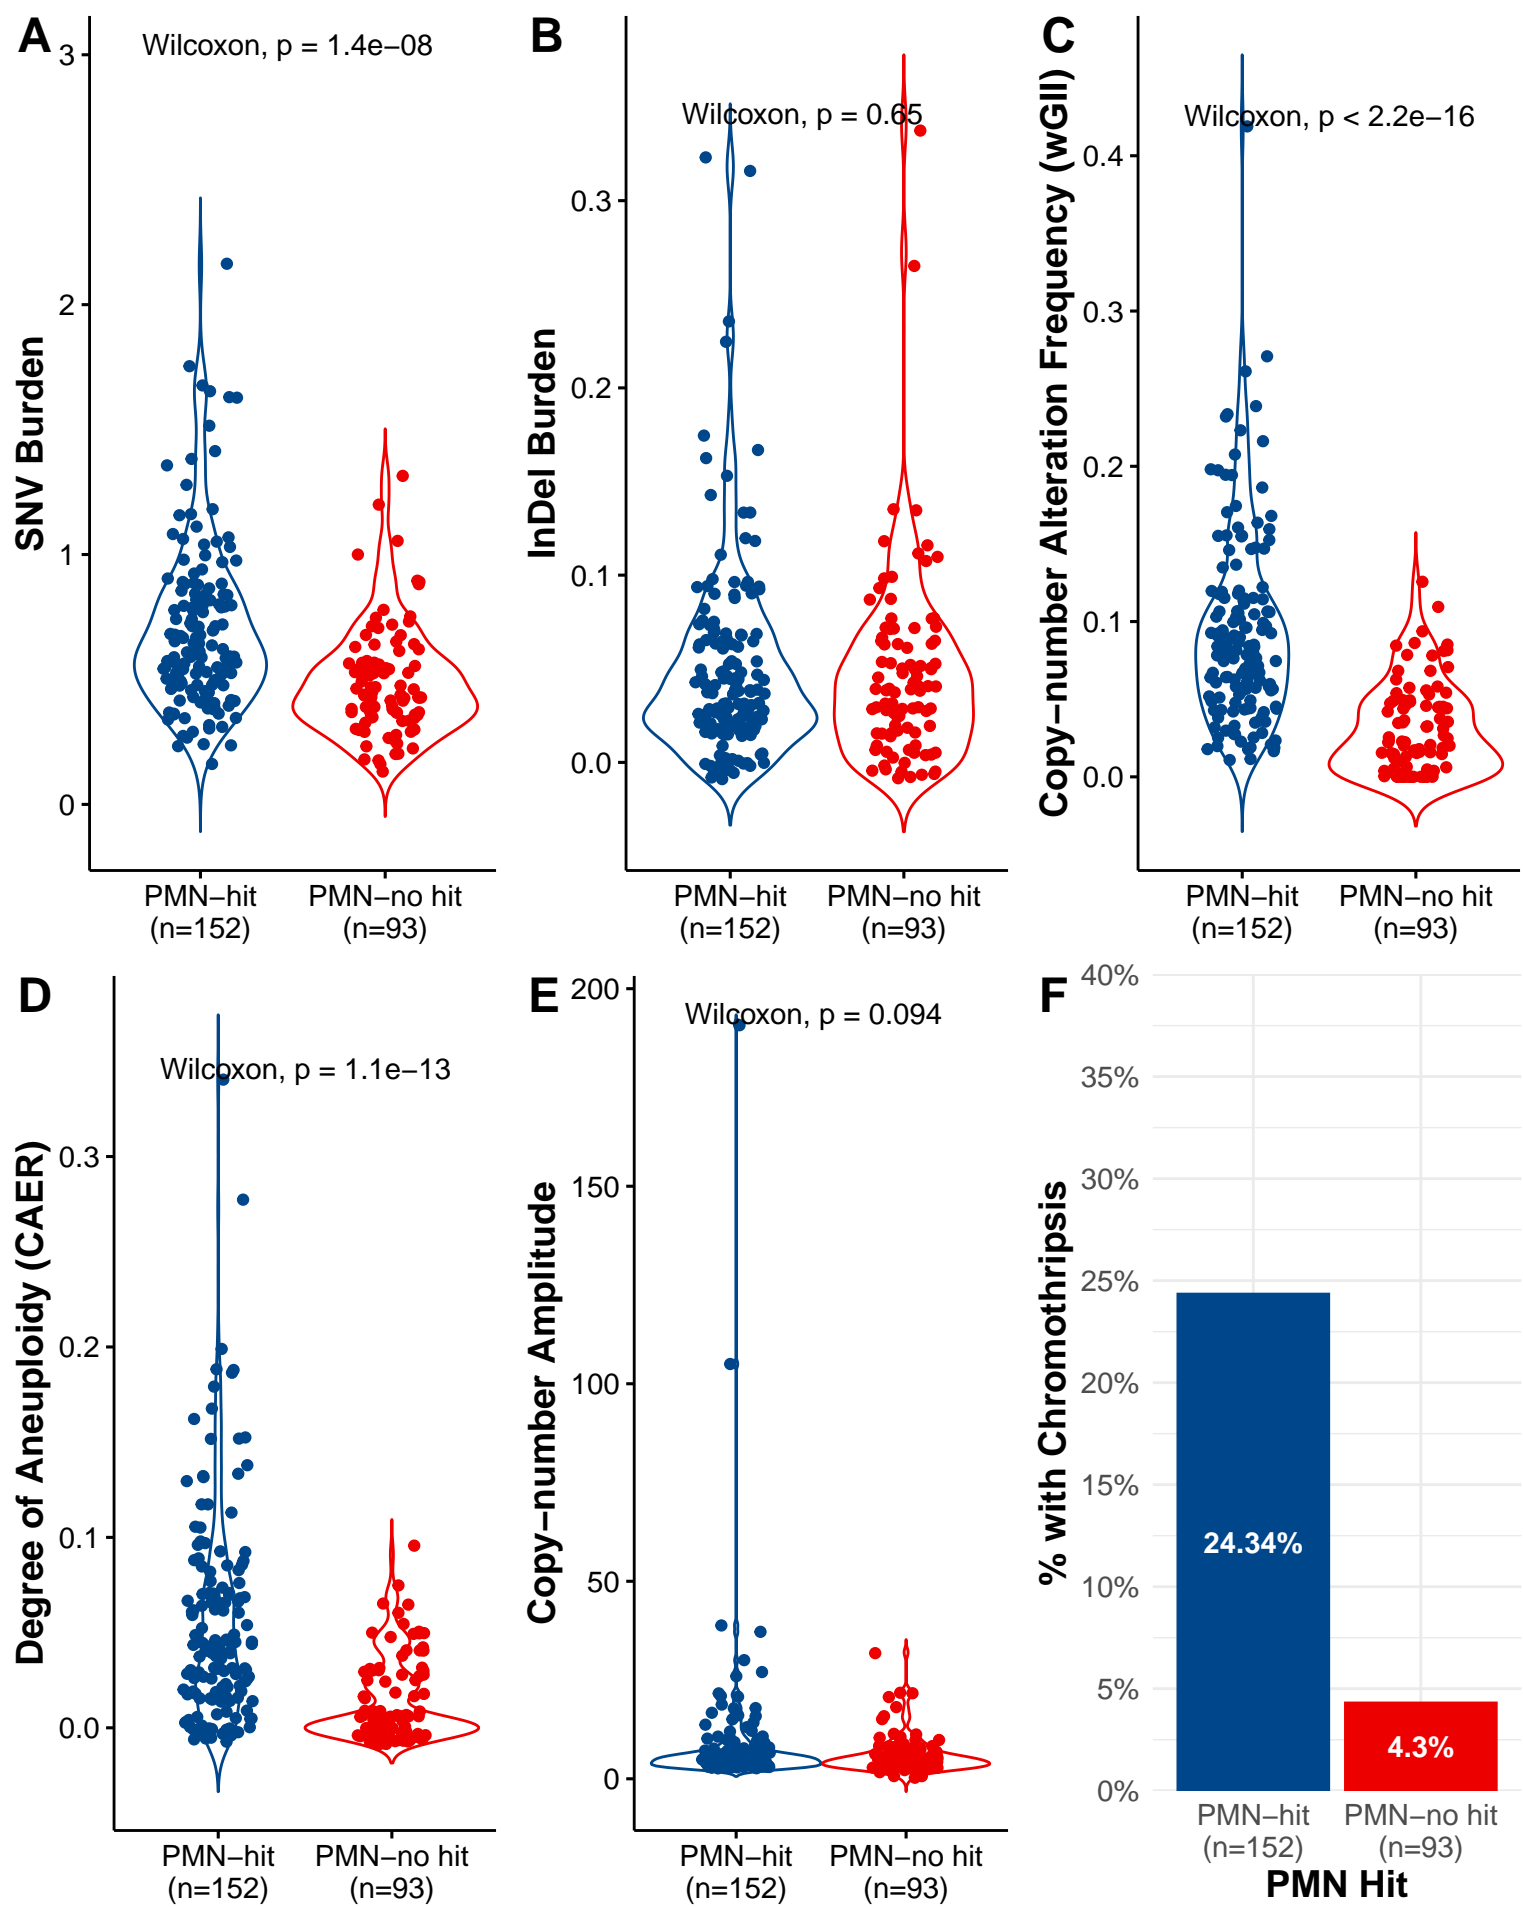 A
Wilcoxon, p = 1.4e−08
SNV Burden
3
2
1
0
PMN−hit
(n=152)
PMN−no hit
(n=93)
B
Wilcoxon, p = 0.65
InDel Burden
0.3
0.2
0.1
0.0
PMN−hit
(n=152)
PMN−no hit
(n=93)
C
Wilcoxon, p < 2.2e−16
Copy−number Alteration Frequency (wGII)
0.4
0.3
0.2
0.1
0.0
PMN−hit
(n=152)
PMN−no hit
(n=93)
D
Wilcoxon, p = 1.1e−13
Degree of Aneuploidy (CAER)
0.3
0.2
0.1
0.0
PMN−hit
(n=152)
PMN−no hit
(n=93)
E
Wilcoxon, p = 0.094
Copy−number Amplitude
200
150
100
50
0
PMN−hit
(n=152)
PMN−no hit
(n=93)
F
% with Chromothripsis
40%
35%
30%
25%
20%
15%
10%
5%
0%
24.34%
4.3%
PMN−hit
(n=152)
PMN−no hit
(n=93)
PMN Hit